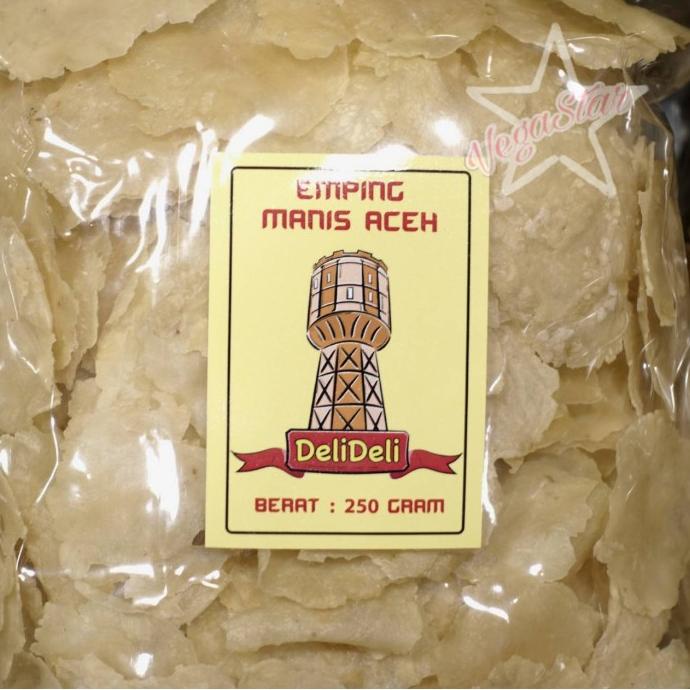 VegaStar
EMPING
MANIS ACEH
DeliDeli
BERAT : 250 GRAM